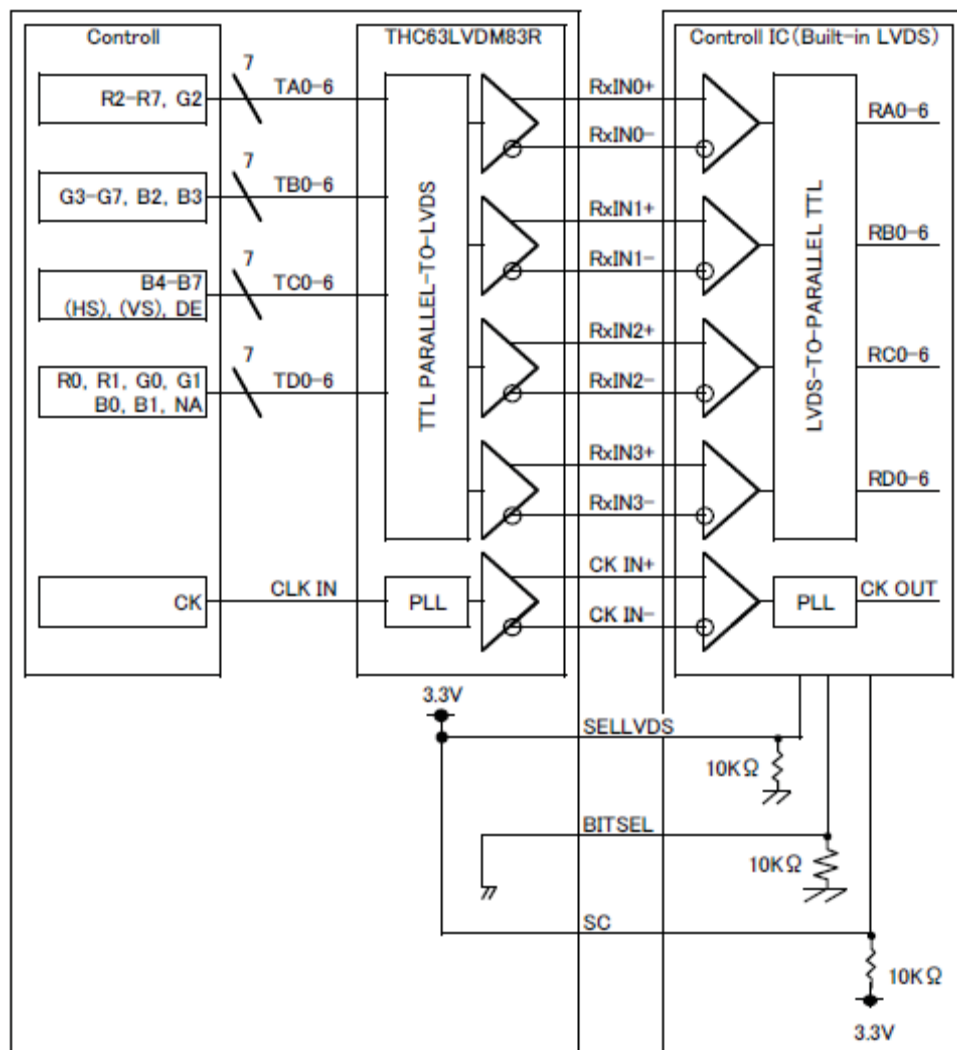 Controll
THC63LVDM83R
Controll IC(Built-in LVDS)
R2-R7, G2
7
TA0-6
G3-G7, B2, B3
7
TB0-6
B4-B7
(HS), (VS), DE
7
TC0-6
R0, R1, G0, G1
B0, B1, NA
7
TD0-6
CK
CLK IN
TTL PARALLEL-TO-LVDS
PLL
RxIN0+
RxIN0-
RxIN1+
RxIN1-
RxIN2+
RxIN2-
RxIN3+
RxIN3-
CK IN+
CK IN-
LVDS-TO-PARALLEL TTL
PLL
RA0-6
RB0-6
RC0-6
RD0-6
CK OUT
3.3V
SELLVDS
10KΩ
BITSEL
10KΩ
SC
10KΩ
3.3V